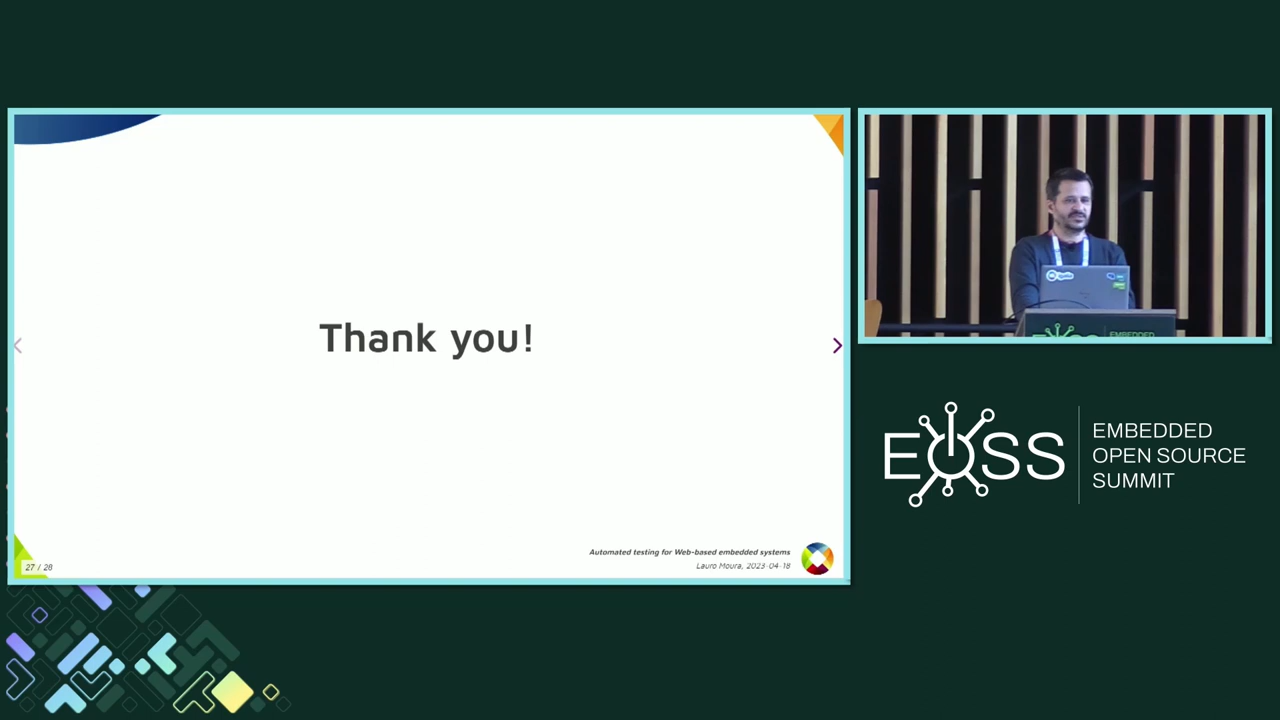 Thank you!
27 / 28
Automated testing for Web-based embedded systems
Lauro Moura, 2023-04-18
EOSS
EMBEDDED
OPEN SOURCE
SUMMIT
EMBEDDED